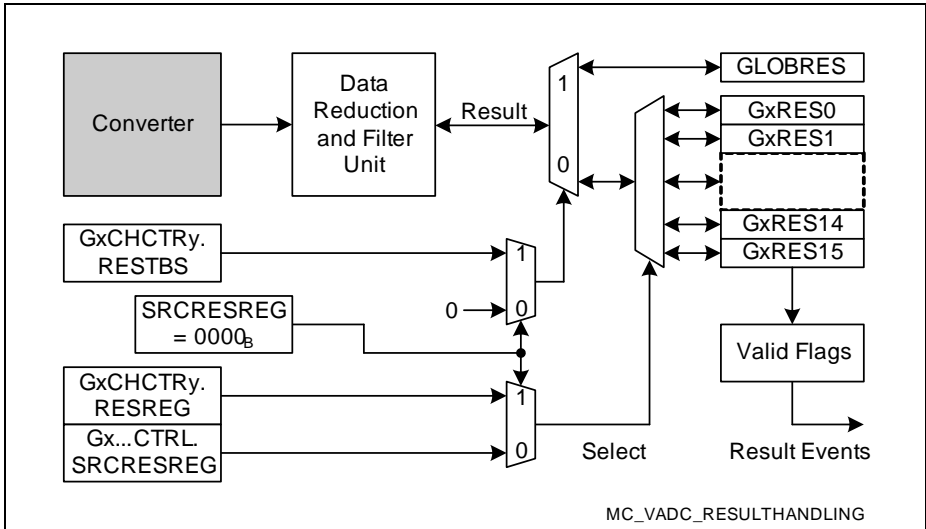 Converter
Data
Reduction
and Filter
Unit
Result
1
0
GLOBRES
GxRES0
GxRES1
GxRES14
GxRES15
GxCHCTRy.
RESTBS
1
0
0
SRCRESREG
= 0000B
GxCHCTRy.
RESREG
Gx...CTRL.
SRCRESREG
1
0
Select
Valid Flags
Result Events
MC_VADC_RESULTHANDLING